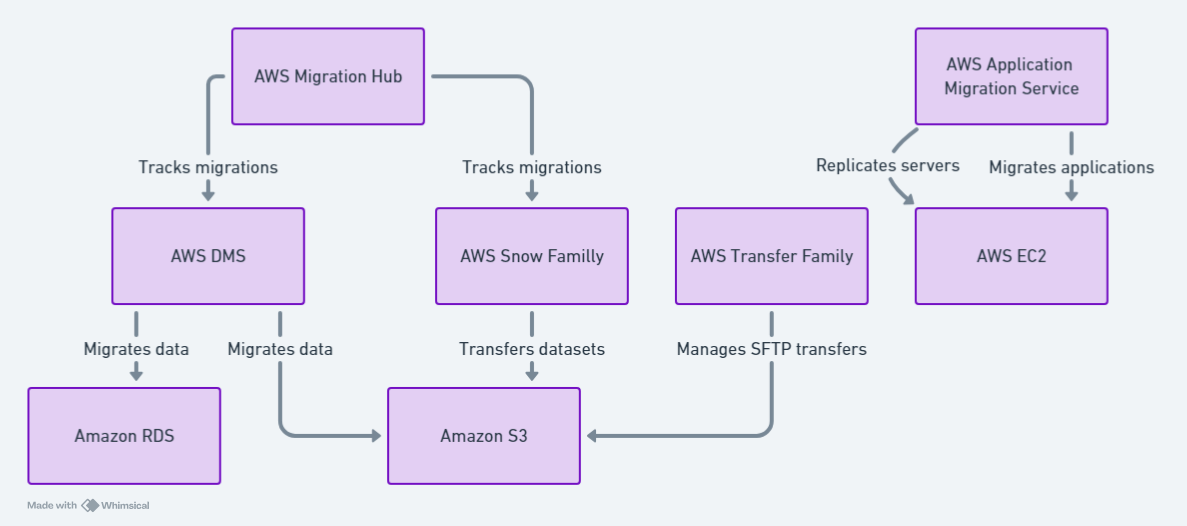 AWS Migration Hub
AWS Application
Migration Service
Tracks migrations
Tracks migrations
Replicates servers
Migrates applications
AWS DMS
AWS Snow Familly
AWS Transfer Family
AWS EC2
Migrates data
Migrates data
Transfers datasets
Manages SFTP transfers
Amazon RDS
Amazon S3
Made with Whimsical